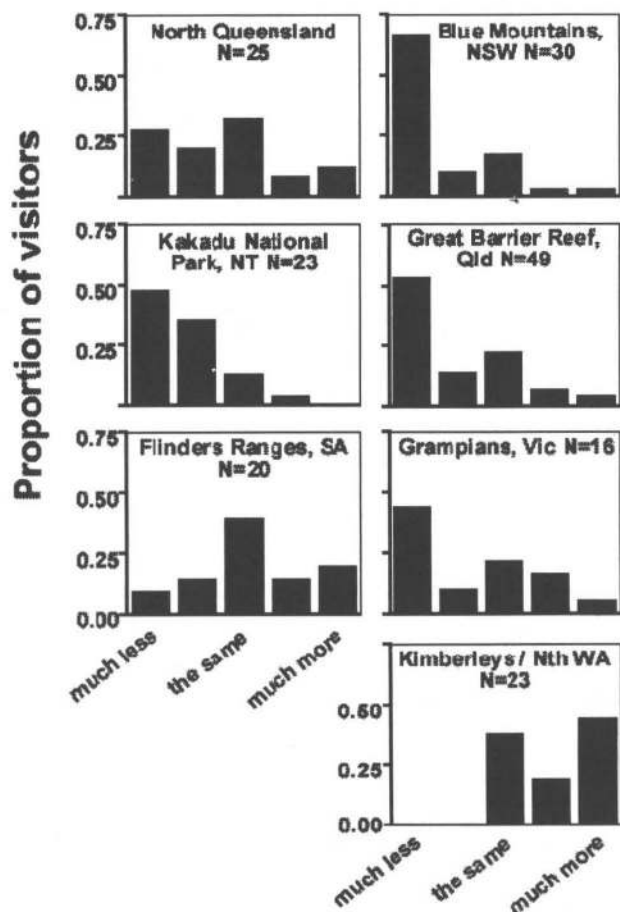 Proportion of visitors
0.75
0.50
0.25
North Queensland
N=25
Blue Mountains,
NSW N=30
0.75
0.50
0.25
Kakadu National
Park, NT N=23
Great Barrier Reef,
Qld N=49
0.75
0.50
0.25
0.00
Flinders Ranges, SA
N=20
Grampians, Vic N=16
much less
the same
much more
Kimberleys / Nth WA
N=23
0.50
0.25
0.00
much less
the same
much more